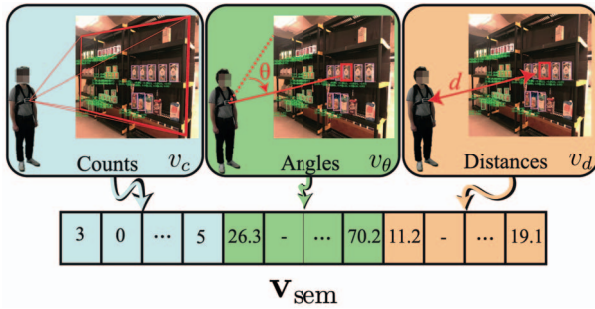 θ
d
Counts v_c
Angles v_θ
Distances v_d
3 0 ... 5 26.3 - ... 70.2 11.2 - ... 19.1
v_sem